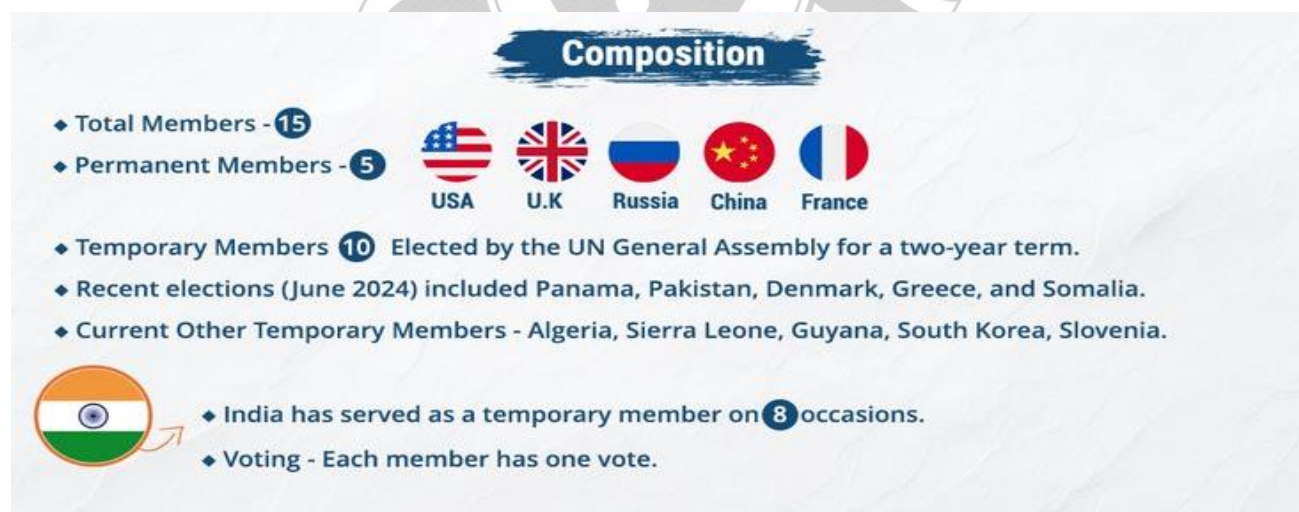 Composition
◆ Total Members - 15
◆ Permanent Members - 5
USA U.K Russia China France
◆ Temporary Members 10 Elected by the UN General Assembly for a two-year term.
◆ Recent elections (June 2024) included Panama, Pakistan, Denmark, Greece, and Somalia.
◆ Current Other Temporary Members - Algeria, Sierra Leone, Guyana, South Korea, Slovenia.
◆ India has served as a temporary member on 8 occasions.
◆ Voting - Each member has one vote.